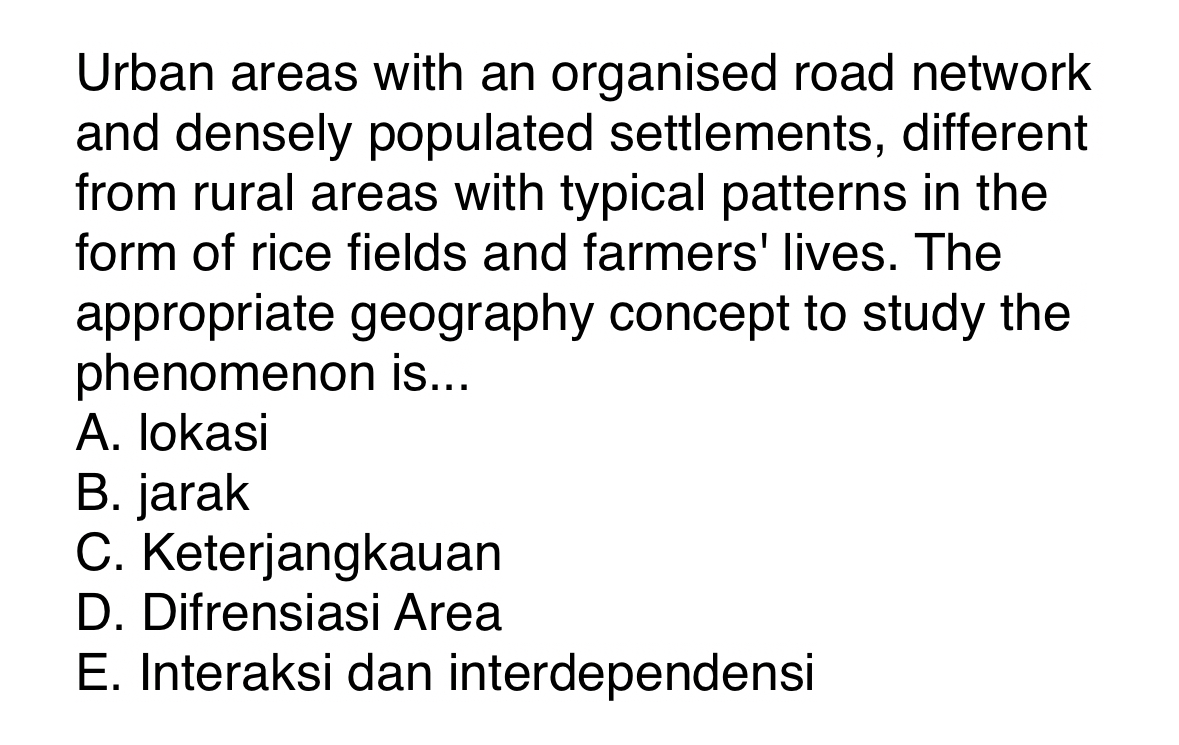 Urban areas with an organised road network
and densely populated settlements, different
from rural areas with typical patterns in the
form of rice fields and farmers' lives. The
appropriate geography concept to study the
phenomenon is...
A. lokasi
B. jarak
C. Keterjangkauan
D. Difrensiasi Area
E. Interaksi dan interdependensi